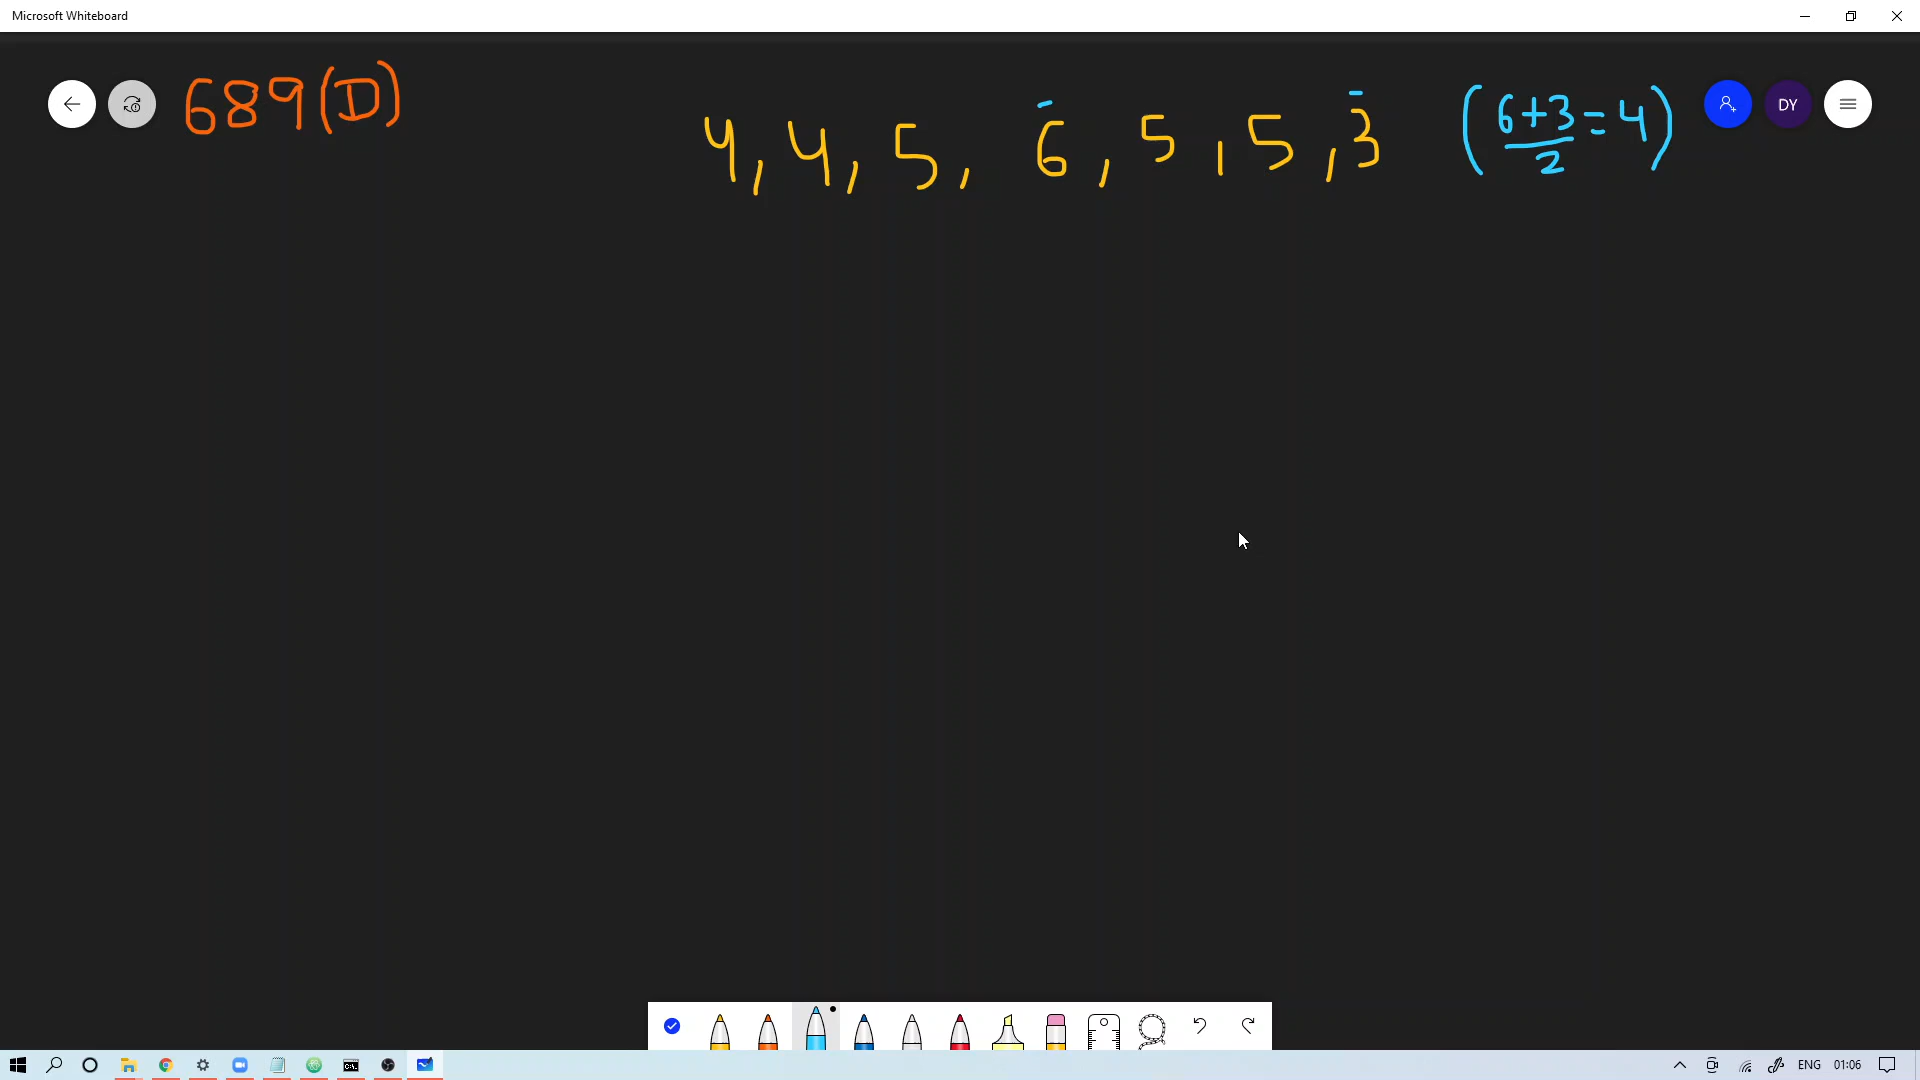 Microsoft Whiteboard
689(D)
4, 4, 5, 6, 5, 5, 3
(6+3/2=4)
DY
ENG 01:06